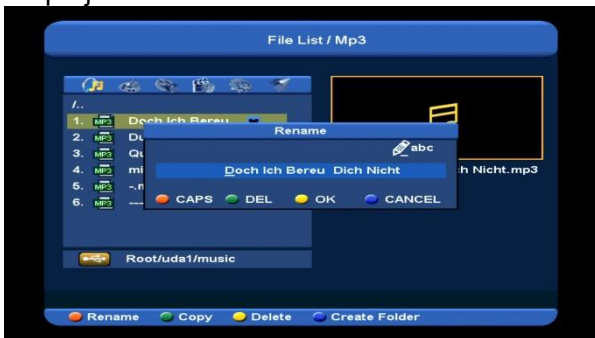 File List / Mp3
/..
1. MP3 Doch Ich Bereu
2. MP3 Du
3. MP3 Qu
4. MP3 mi
5. MP3 -.n
6. MP3 ---
Rename
abc
Doch Ich Bereu Dich Nicht
CAPS DEL OK CANCEL
h Nicht.mp3
Root/uda1/music
Rename Copy Delete Create Folder